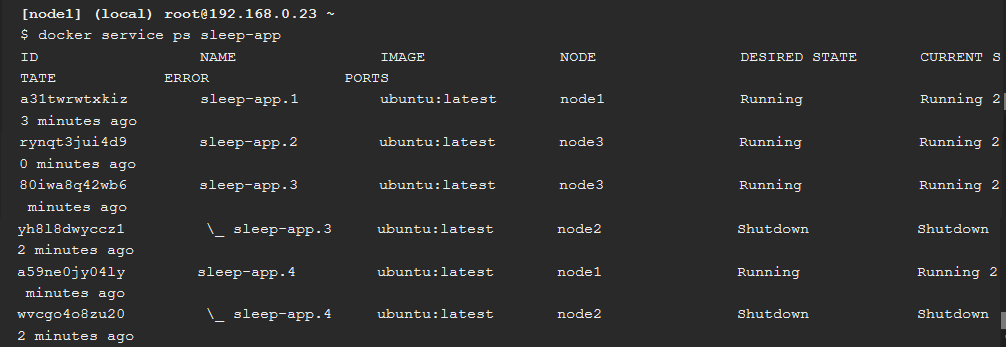 [node1] (local) root@192.168.0.23 ~
$ docker service ps sleep-app
ID NAME IMAGE NODE DESIRED STATE CURRENT S
TATE ERROR PORTS
a31twrwtxkiz sleep-app.1 ubuntu:latest node1 Running Running 2
3 minutes ago
rynqt3jui4d9 sleep-app.2 ubuntu:latest node3 Running Running 2
0 minutes ago
80iwa8q42wb6 sleep-app.3 ubuntu:latest node3 Running Running 2
minutes ago
yh8l8dwyccz1 \_ sleep-app.3 ubuntu:latest node2 Shutdown Shutdown
2 minutes ago
a59ne0jy04ly sleep-app.4 ubuntu:latest node1 Running Running 2
minutes ago
wvcgo4o8zu20 \_ sleep-app.4 ubuntu:latest node2 Shutdown Shutdown
2 minutes ago